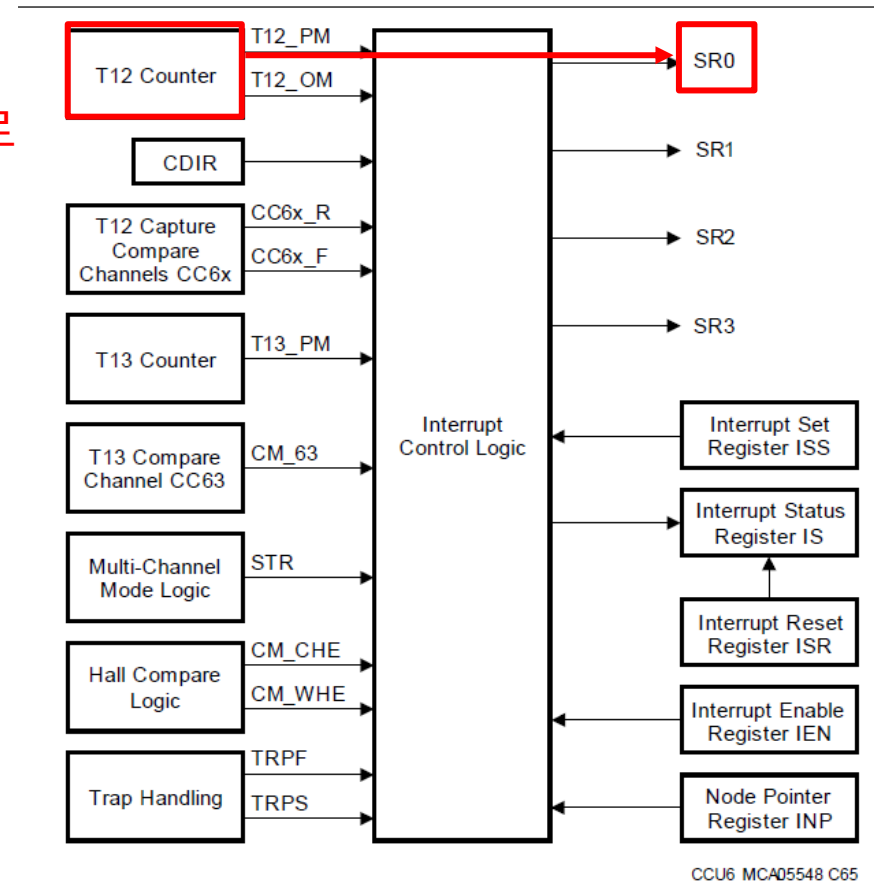 로
T12 Counter
T12_PM
T12_OM
CDIR
T12 Capture
Compare
Channels CC6x
CC6x_R
CC6x_F
T13 Counter
T13_PM
T13 Compare
Channel CC63
CM_63
Multi-Channel
Mode Logic
STR
Hall Compare
Logic
CM_CHE
CM_WHE
Trap Handling
TRPF
TRPS
Interrupt
Control Logic
SR0
SR1
SR2
SR3
Interrupt Set
Register ISS
Interrupt Status
Register IS
Interrupt Reset
Register ISR
Interrupt Enable
Register IEN
Node Pointer
Register INP
CCU6_MCA05548 C65